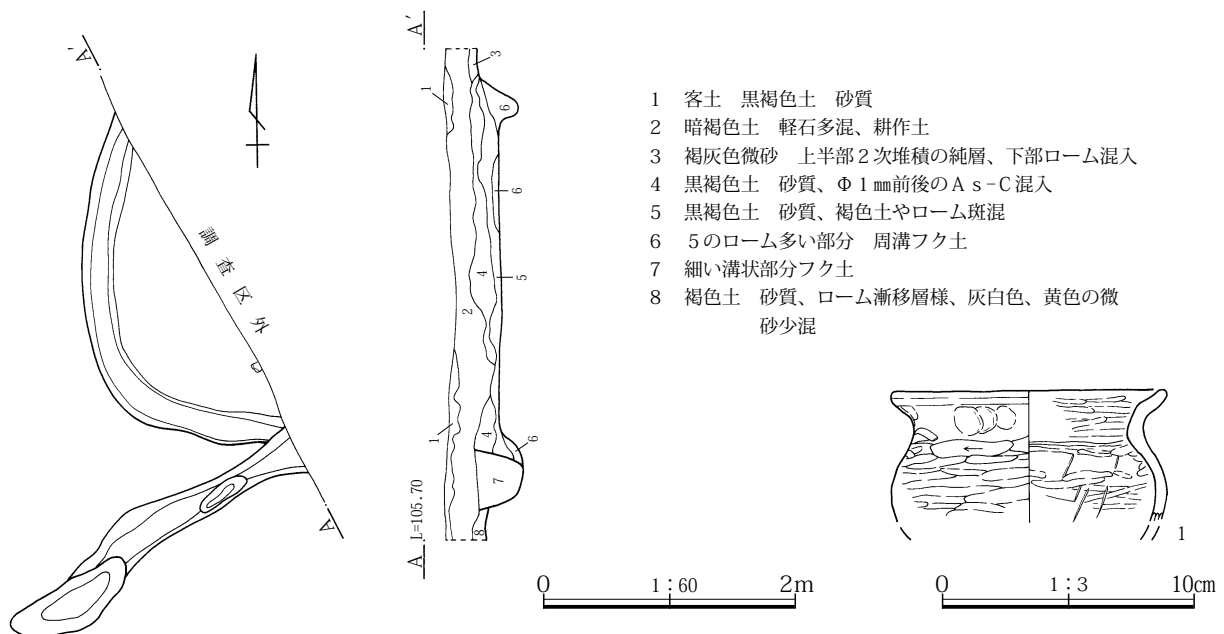 A′
調査区外
A
A′
3
1
6
6
4
5
2
1
4
6
7
8
L=105.70
A
1 客土 黒褐色土 砂質
2 暗褐色土 軽石多混、耕作土
3 褐灰色微砂 上半部２次堆積の純層、下部ローム混入
4 黒褐色土 砂質、Φ１㎜前後のＡｓ-Ｃ混入
5 黒褐色土 砂質、褐色土やローム斑混
6 ５のローム多い部分 周溝フク土
7 細い溝状部分フク土
8 褐色土 砂質、ローム漸移層様、灰白色、黄色の微
砂少混
1
0 1：60 2m
0 1：3 10㎝